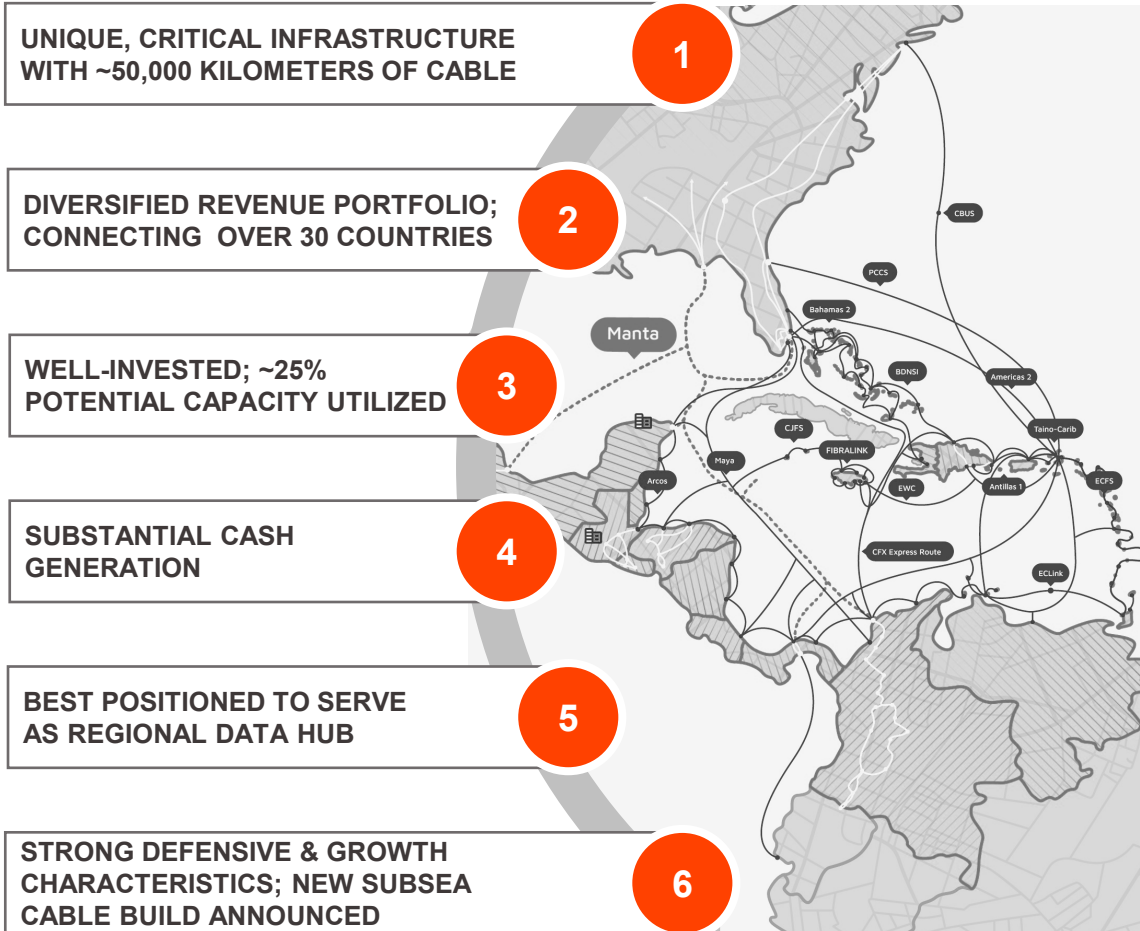 UNIQUE, CRITICAL INFRASTRUCTURE
WITH ~50,000 KILOMETERS OF CABLE
1
DIVERSIFIED REVENUE PORTFOLIO;
CONNECTING OVER 30 COUNTRIES
2
WELL-INVESTED; ~25%
POTENTIAL CAPACITY UTILIZED
3
SUBSTANTIAL CASH
GENERATION
4
BEST POSITIONED TO SERVE
AS REGIONAL DATA HUB
5
STRONG DEFENSIVE & GROWTH
CHARACTERISTICS; NEW SUBSEA
CABLE BUILD ANNOUNCED
6
CBUS
PCCS
Bahamas 2
Manta
BDNSI
Americas 2
CJFS
Taino-Carib
FIBRALINK
Maya
Arcos
EWC
Antillas 1
ECFS
CFX Express Route
ECLink